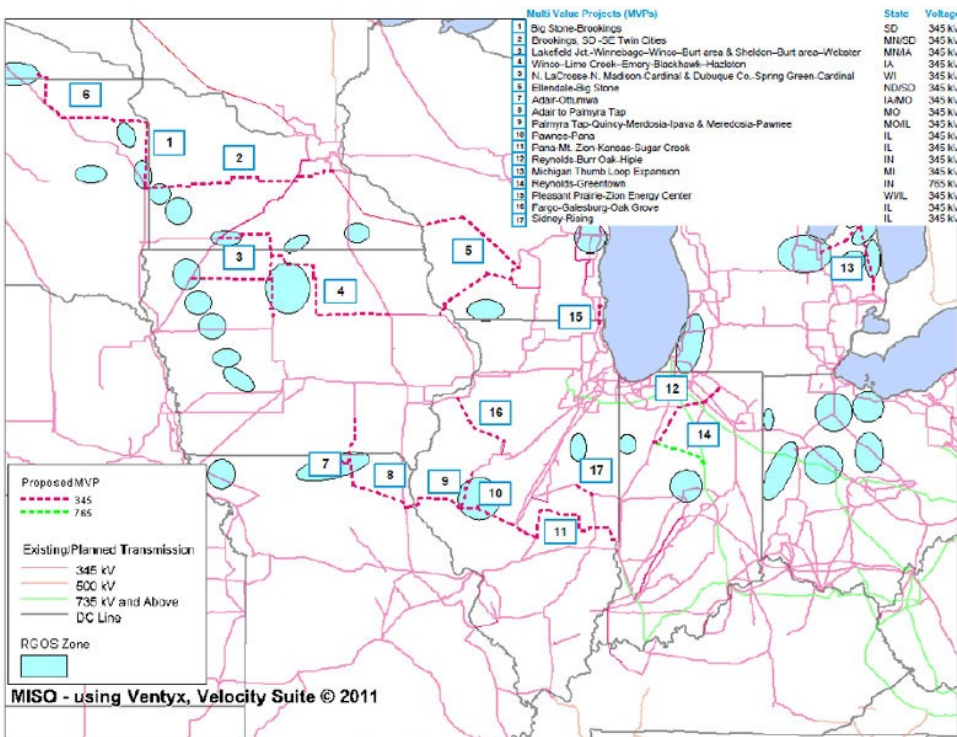 Multi Value Projects (MVPs) State Voltage
1 Big Stone-Brookings SD 345 kV
2 Brookings, SD -SE Twin Cities MN/SD 345 kV
3 Lakefield Jct.-Winnebago-Winco-Burt area & Sheldon-Burt area-Webster MN/IA 345 kV
4 Winco-Lime Creek-Emery-Blackhawk-Hazleton IA 345 kV
5 N. LaCrosse-N. Madison-Cardinal & Dubuque Co.-Spring Green-Cardinal WI 345 kV
6 Ellendale-Big Stone ND/SD 345 kV
7 Adair-Ottumwa IA/MO 345 kV
8 Adair to Palmyra Tap MO 345 kV
9 Palmyra Tap-Quincy-Merdosia-Ipava & Meredosia-Pawnee MO/IL 345 kV
10 Pawnee-Pana IL 345 kV
11 Pana-Mt. Zion-Kansas-Sugar Creek IL 345 kV
12 Reynolds-Burr Oak-Hiple IN 345 kV
13 Michigan Thumb Loop Expansion MI 345 kV
14 Reynolds-Greentown IN 765 kV
15 Pleasant Prairie-Zion Energy Center WI/IL 345 kV
16 Fargo-Galesburg-Oak Grove IL 345 kV
17 Sidney-Rising IL 345 kV
6
1
2
3
4
5
13
15
12
16
14
7
8
9
10
17
11
Proposed MVP
345
765
Existing/Planned Transmission
345 kV
500 kV
735 kV and Above
DC Line
RGOS Zone
MISO - using Ventyx, Velocity Suite © 2011